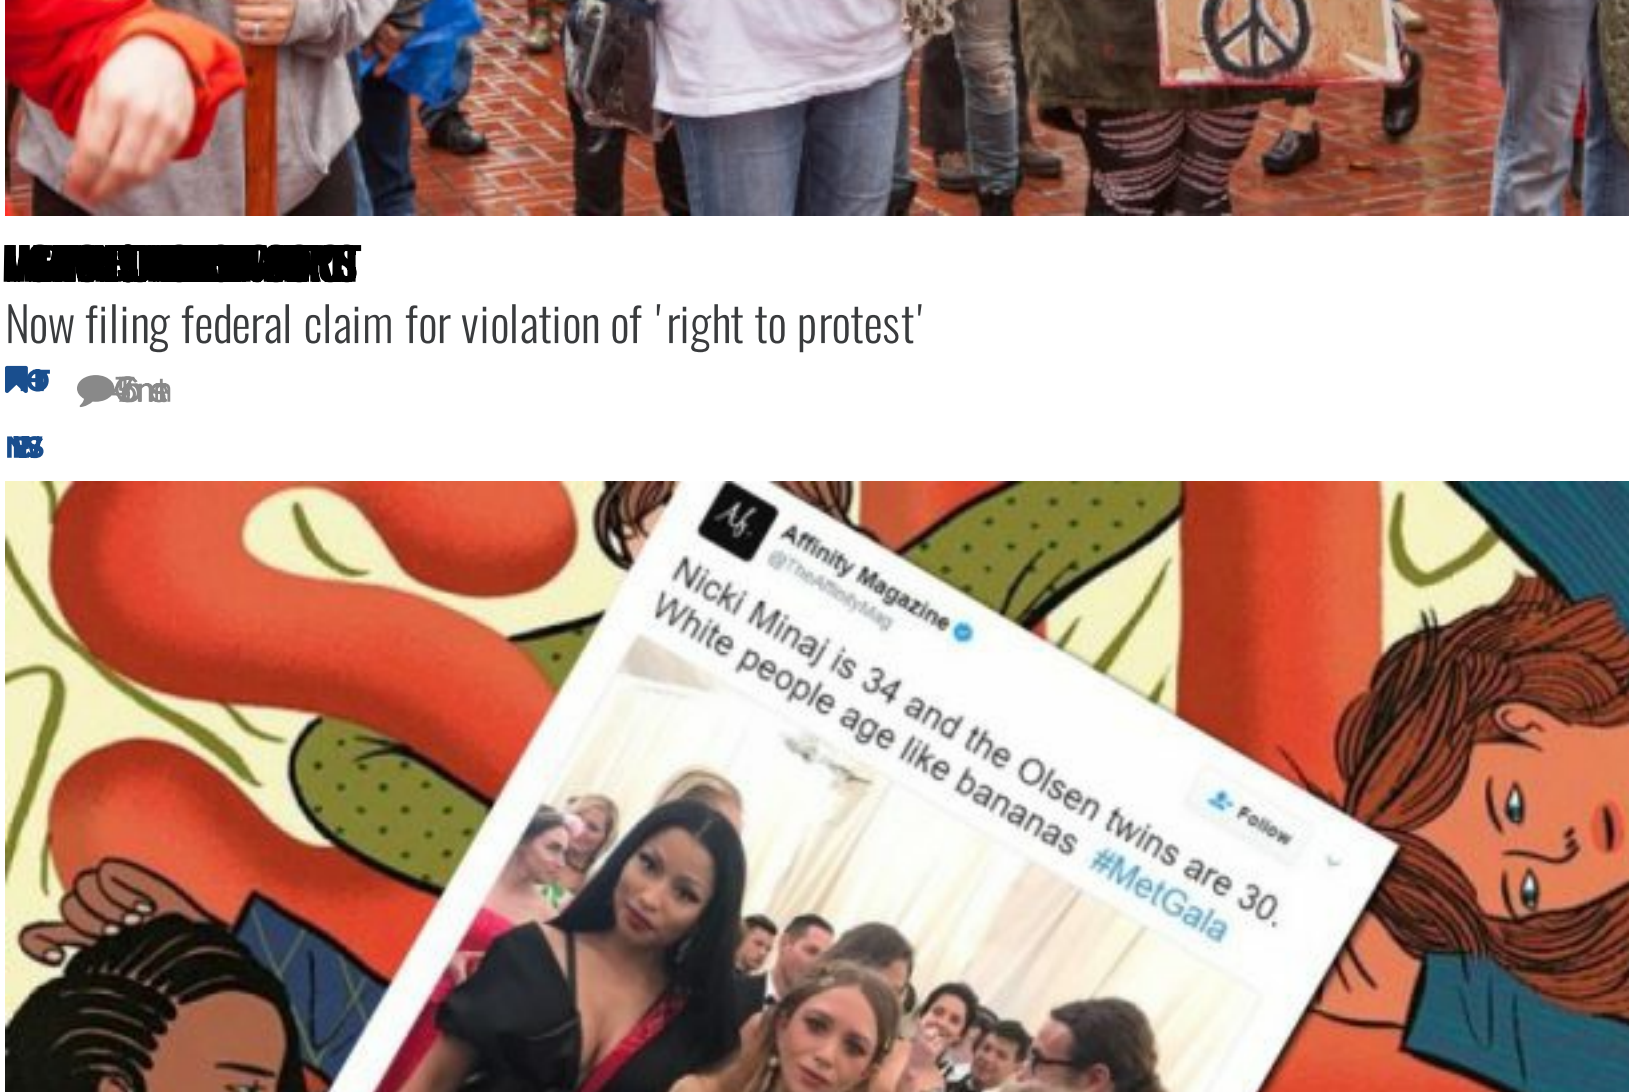 Now filing federal claim for violation of 'right to protest'
Affinity Magazine
@TheAffinityMag
Follow
Nicki Minaj is 34 and the Olsen twins are 30.
White people age like bananas #MetGala